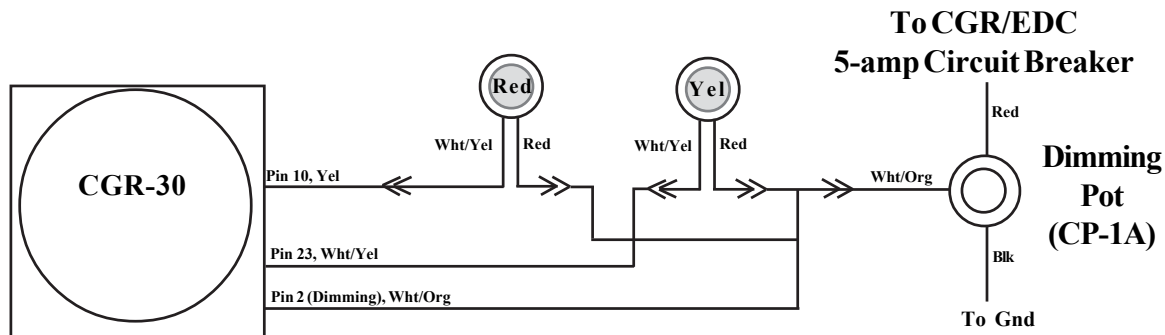 To CGR/EDC
5-amp Circuit Breaker
Red
Yel
Red
Wht/Yel
Red
Wht/Yel
Red
Dimming
Pot
(CP-1A)
CGR-30
Pin 10, Yel
Wht/Org
Pin 23, Wht/Yel
Blk
Pin 2 (Dimming), Wht/Org
To Gnd